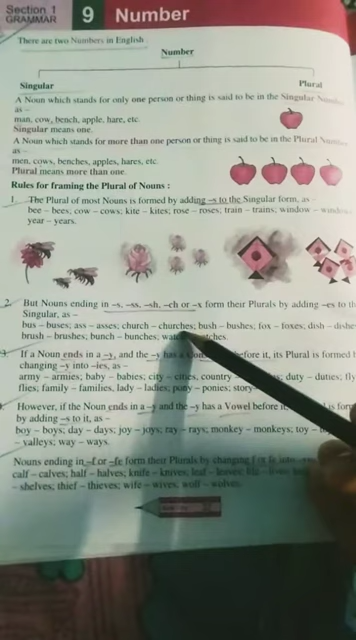 Section 1
GRAMMAR
9
Number
There are two Numbers in English
Number
Singular
Plural
A Noun which stands for only one person or thing is said to be in the Singular
as –
man, cow, bench, apple, hare, etc.
Singular means one.
A Noun which stands for more than one person or thing is said to be in the Plural
as –
men, cows, benches, apples, hares, etc.
Plural means more than one.
Rules for framing the Plural of Nouns :
1. The Plural of most Nouns is formed by adding –s to the Singular form, as –
bee – bees; cow – cows; kite – kites; rose – roses; train – trains; window –
year – years.
2. But Nouns ending in –s, –ss, –sh, –ch or –x form their Plurals by adding –es to
Singular, as –
bus – buses; ass – asses; church – churches; bush – bushes; fox – foxes; dish –
brush – brushes; bunch – bunches;
3. If a Noun ends in a –y, and the –y has a before it, its Plural is formed
changing –y into –ies, as –
army – armies; baby – babies; city – cities, country duty – duties; fly
flies; family – families, lady – ladies; pony – ponies; story
However, if the Noun ends in a –y and the –y has a Vowel before
by adding –s to it, as –
boy – boys; day – days; joy – joys; ray – rays; monkey – monkeys; toy –
– valleys; way – ways.
Nouns ending in –f or –fe form their Plurals by changing f or fe into
calf – calves; half – halves; knife – knives; leaf – leaves;
– shelves; thief – thieves; wife – wives, wolf – wolves.